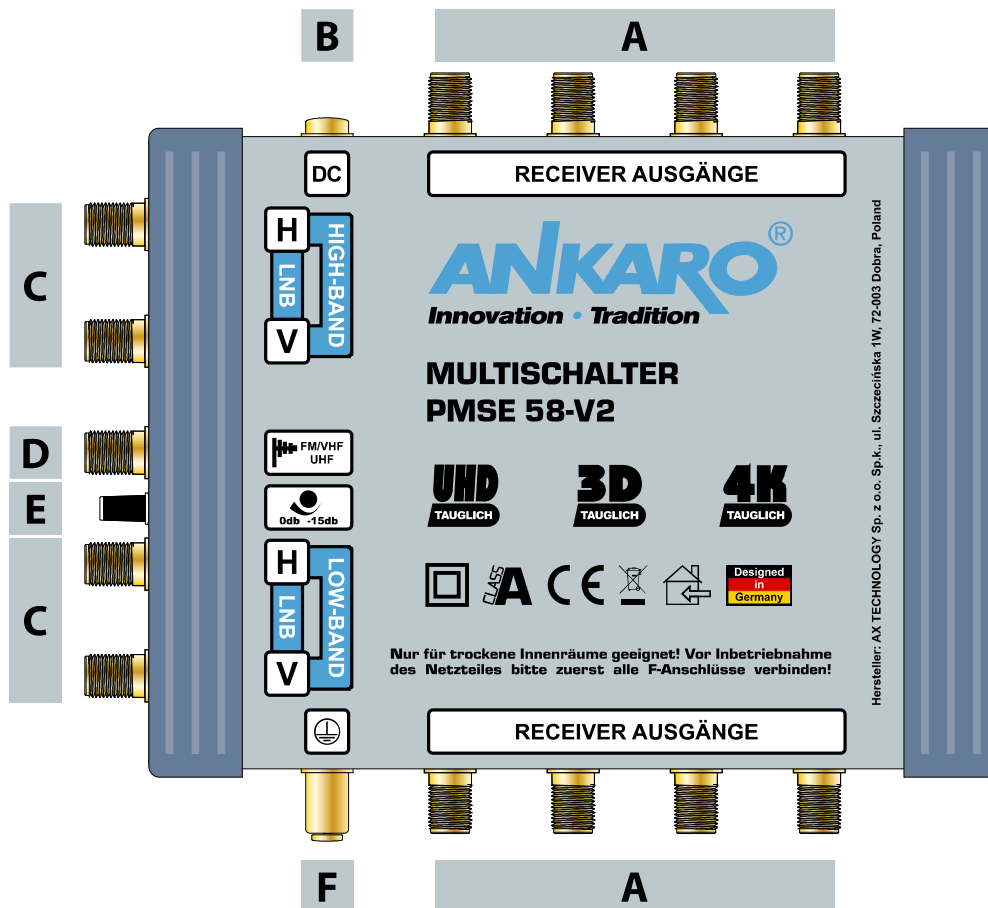 B
A
DC
RECEIVER AUSGÄNGE
C
H
LNB
V
HIGH-BAND
ANKARO®
Innovation • Tradition
MULTISCHALTER
PMSE 58-V2
D
FM/VHF
UHF
E
0db -15db
UHD
TAUGLICH
3D
TAUGLICH
4K
TAUGLICH
C
H
LNB
V
LOW-BAND
CLASS
A
CE
Designed
in
Germany
Nur für trockene Innenräume geeignet! Vor Inbetriebnahme
des Netzteiles bitte zuerst alle F-Anschlüsse verbinden!
Hersteller: AX TECHNOLOGY Sp. z o.o. Sp.k., ul. Szczecińska 1W, 72-003 Dobra, Poland
RECEIVER AUSGÄNGE
F
A